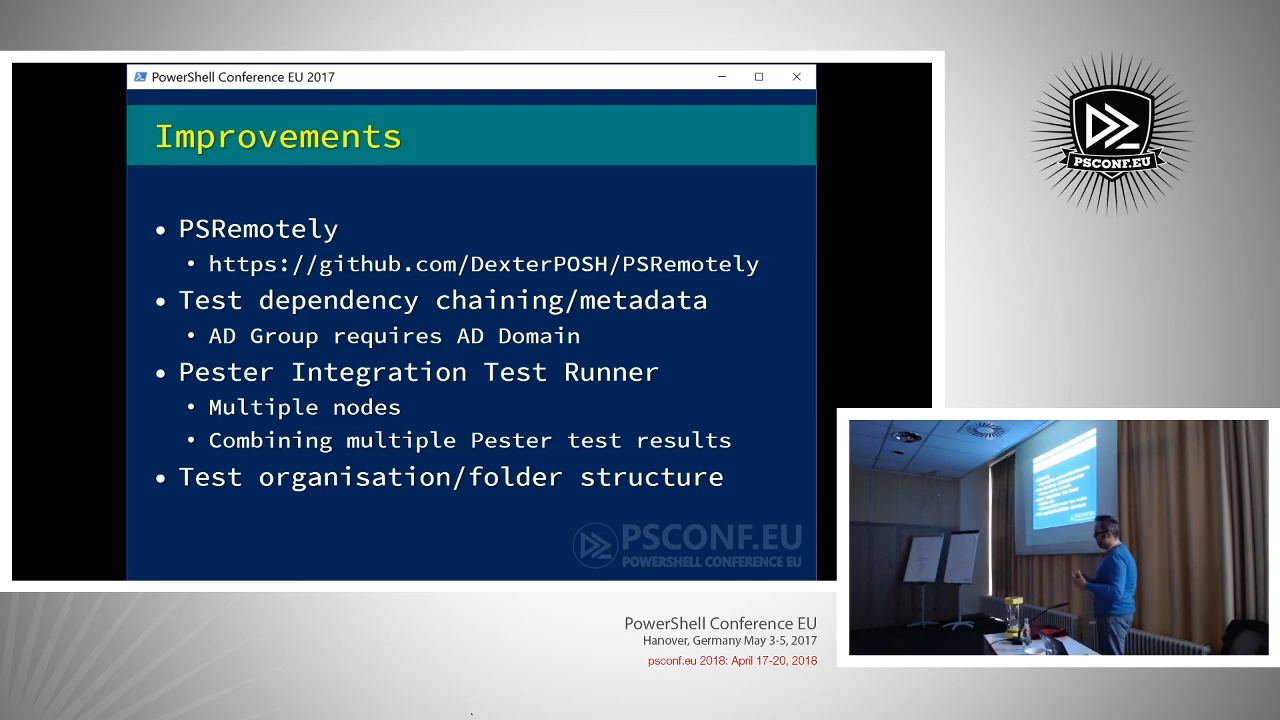 PowerShell Conference EU 2017
Improvements
• PSRemotely
• https://github.com/DexterPOSH/PSRemotely
• Test dependency chaining/metadata
• AD Group requires AD Domain
• Pester Integration Test Runner
• Multiple nodes
• Combining multiple Pester test results
• Test organisation/folder structure
PSCONF.EU
POWERSHELL CONFERENCE EU
PSCONF.EU
PowerShell Conference EU
Hanover, Germany May 3-5, 2017
psconf.eu 2018: April 17-20, 2018